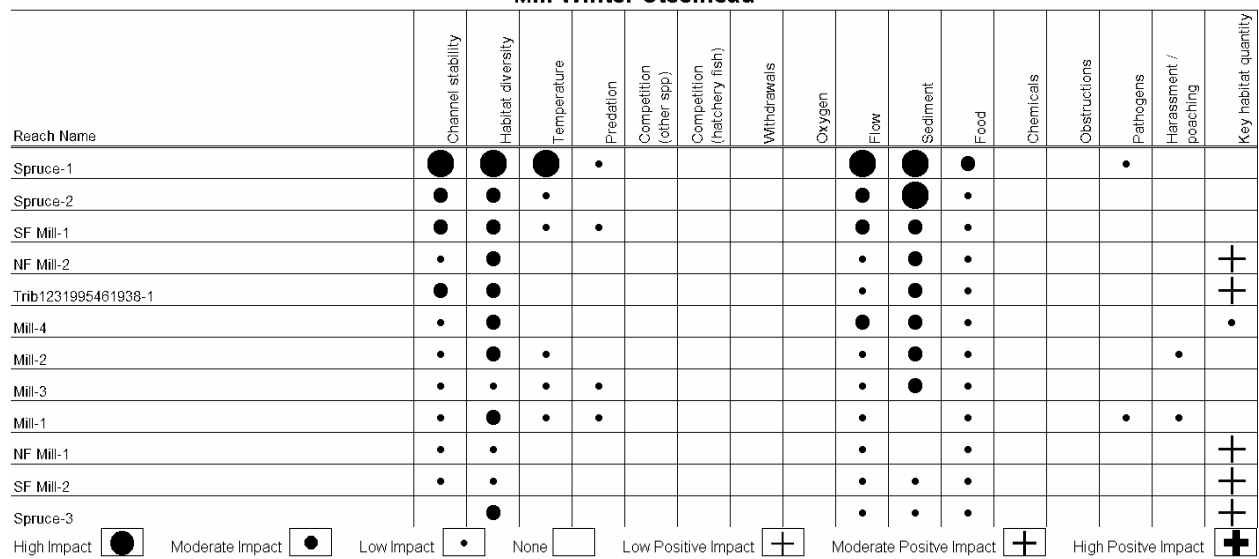 Mill Winter Steelhead
Reach Name
Channel stability
Habitat diversity
Temperature
Predation
Competition
(other spp)
Competition
(hatchery fish)
Withdrawals
Oxygen
Flow
Sediment
Food
Chemicals
Obstructions
Pathogens
Harassment /
poaching
Key habitat quantity
Spruce-1
Spruce-2
SF Mill-1
NF Mill-2
Trib1231995461938-1
Mill-4
Mill-2
Mill-3
Mill-1
NF Mill-1
SF Mill-2
Spruce-3
High Impact Moderate Impact Low Impact None Low Positive Impact Moderate Positve Impact High Positve Impact